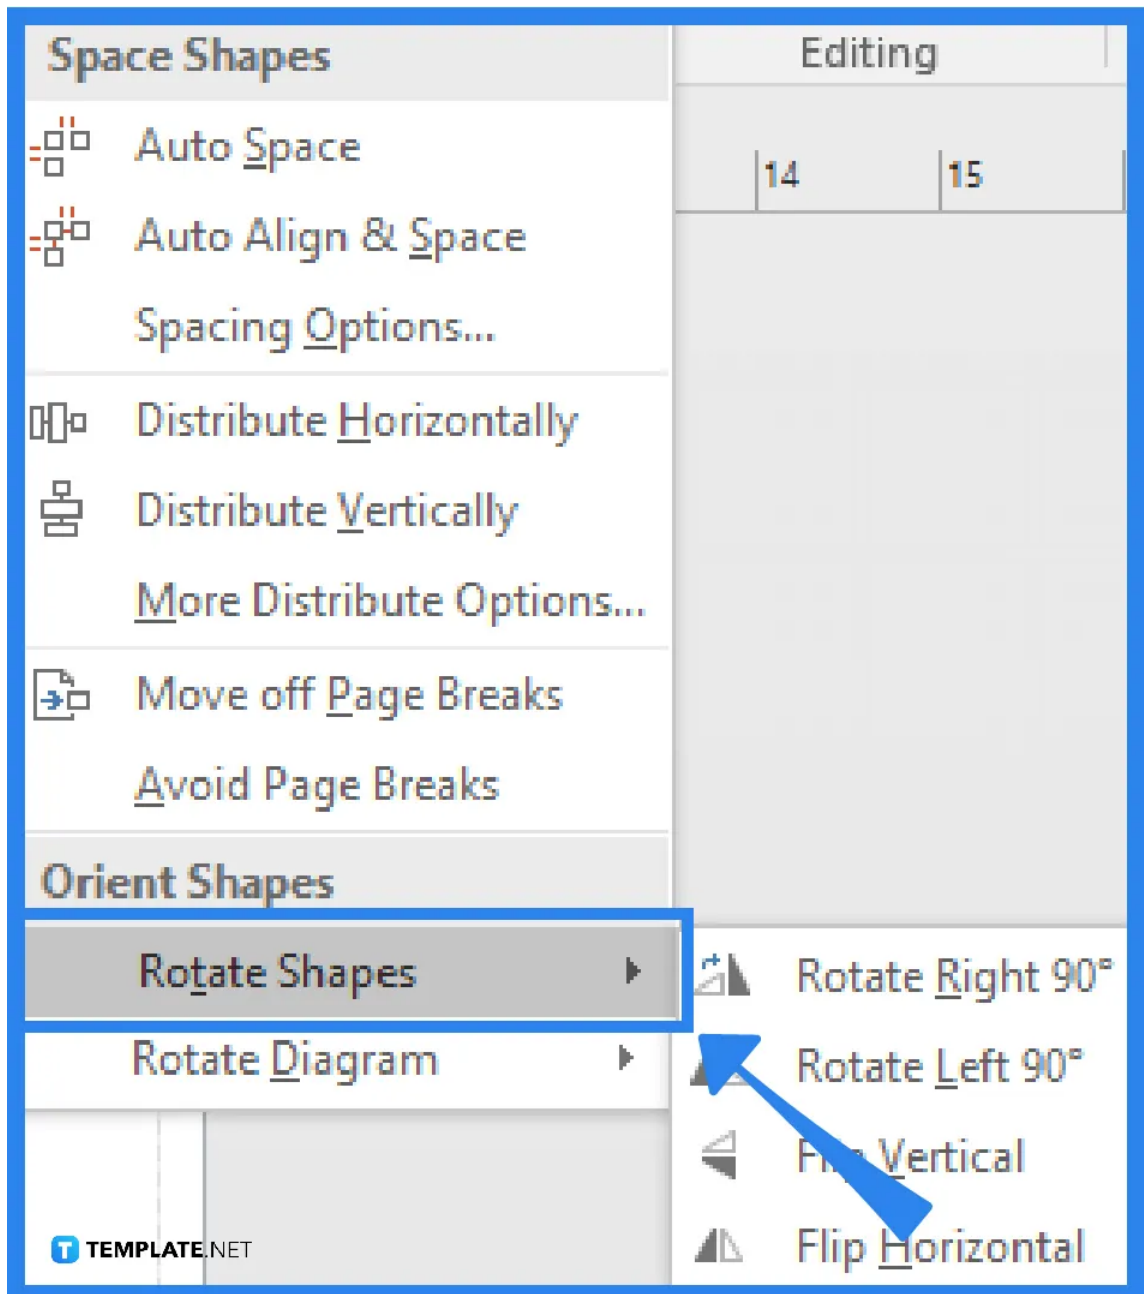 Space Shapes
Editing
Auto Space
14
15
Auto Align & Space
Spacing Options...
Distribute Horizontally
Distribute Vertically
More Distribute Options...
Move off Page Breaks
Avoid Page Breaks
Orient Shapes
Rotate Shapes
Rotate Right 90°
Rotate Diagram
Rotate Left 90°
Flip Vertical
Flip Horizontal
T TEMPLATE.NET